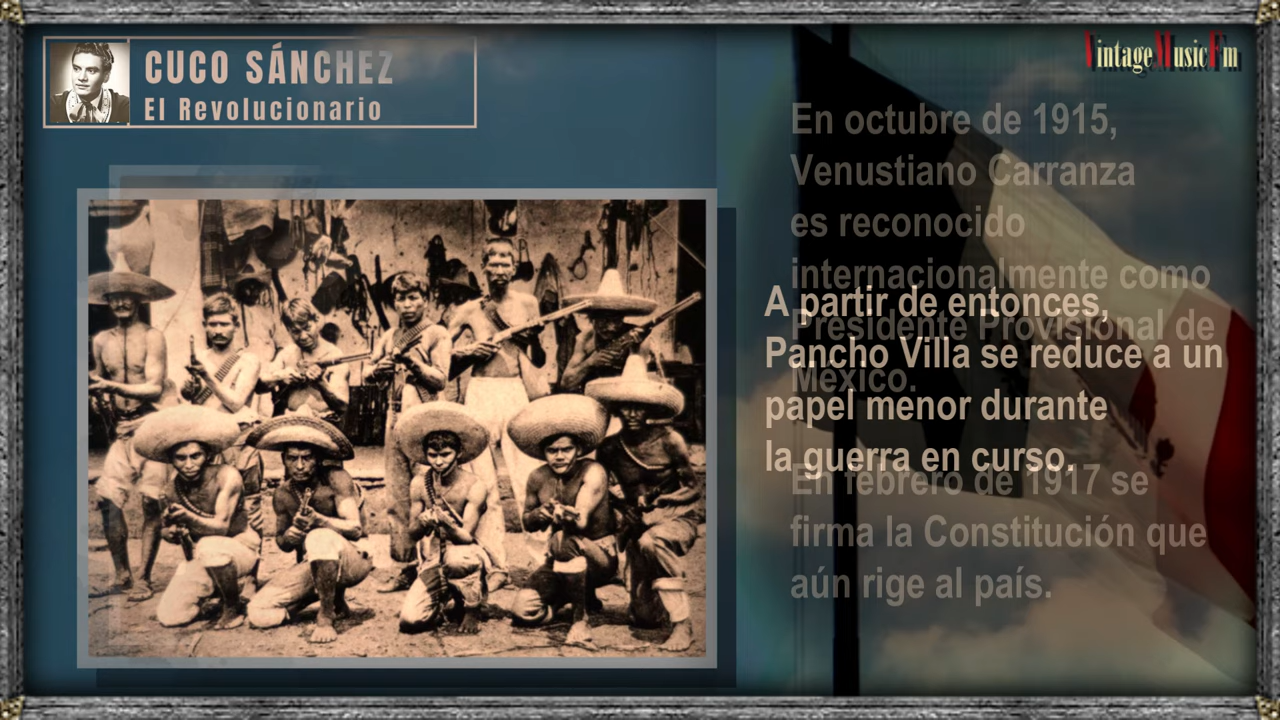 CUCO SÁNCHEZ
El Revolucionario
VintageMusicFm
En octubre de 1915,
Venustiano Carranza
es reconocido
internacionalmente como
Presidente Provisional de
México.
En febrero de 1917 se
firma la Constitución que
aún rige al país.
A partir de entonces,
Pancho Villa se reduce a un
papel menor durante
la guerra en curso.